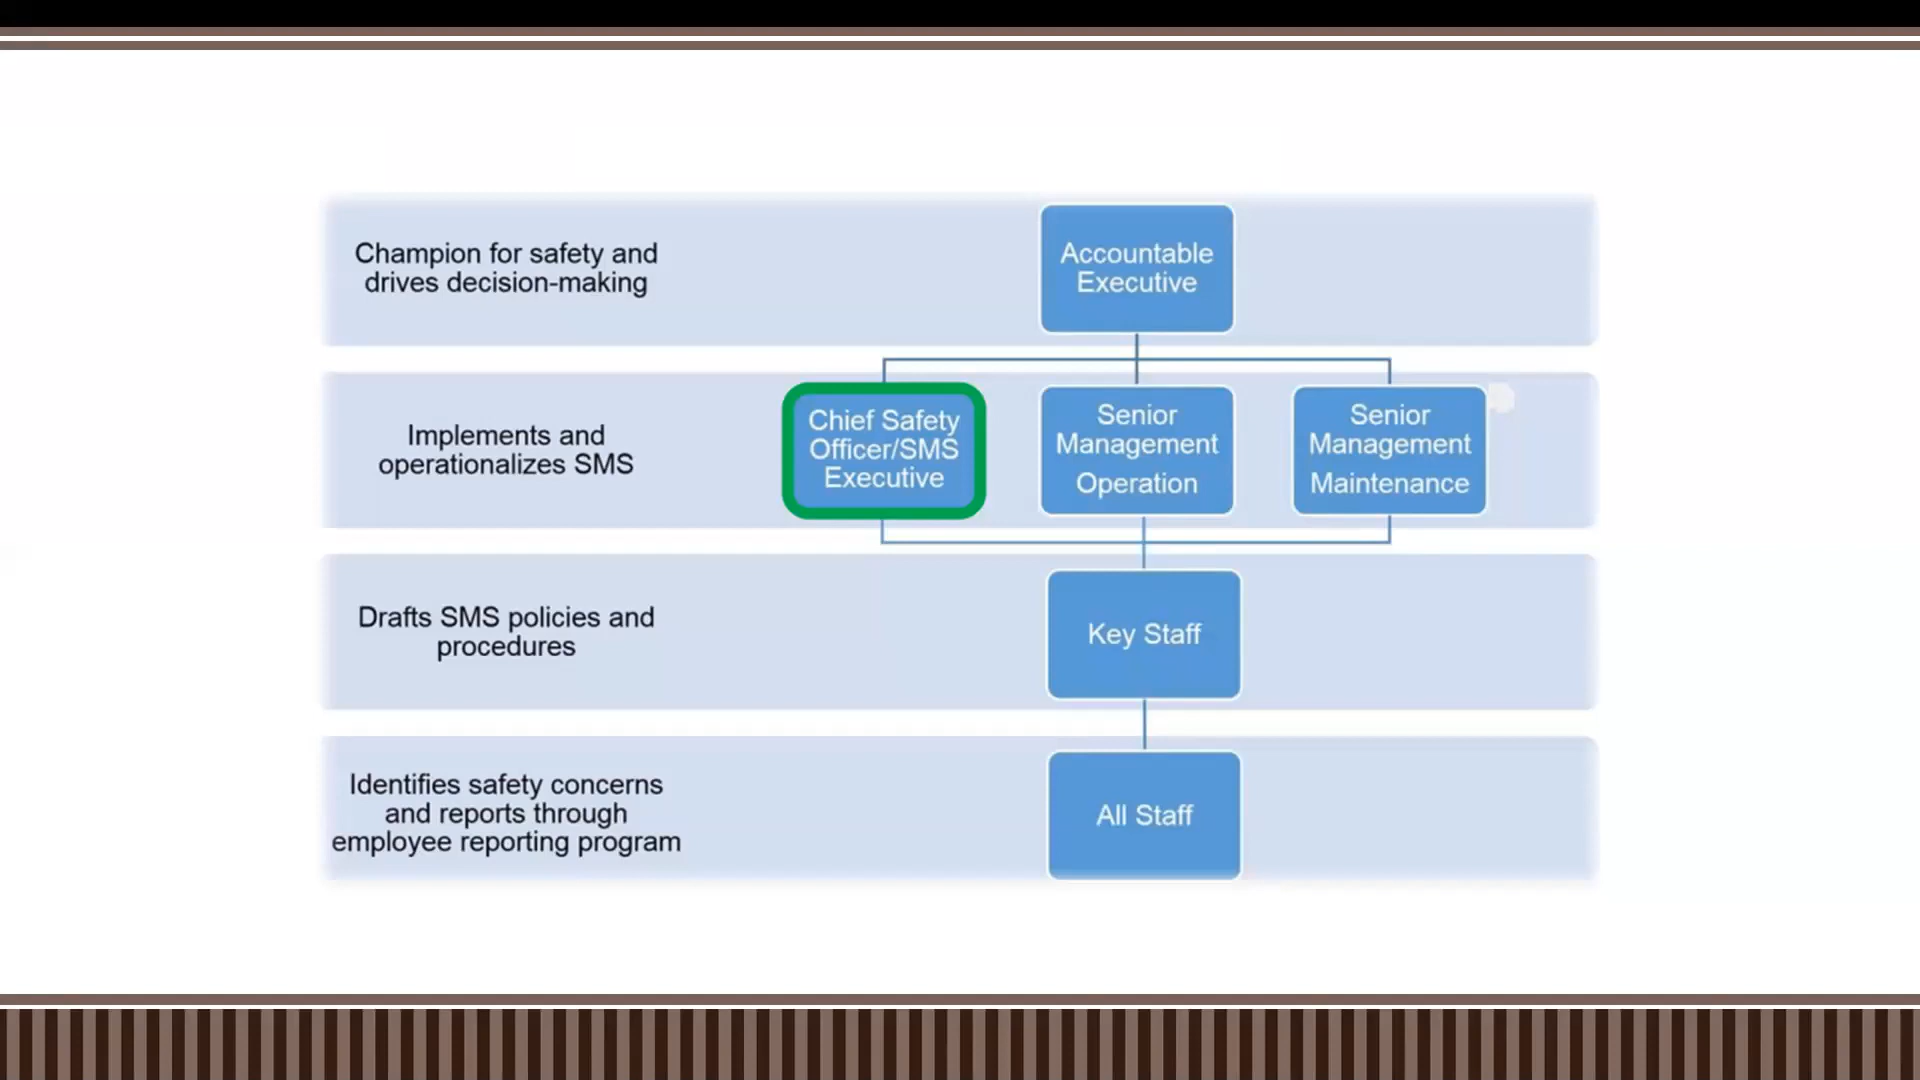 Champion for safety and
drives decision-making
Accountable
Executive
Implements and
operationalizes SMS
Chief Safety
Officer/SMS
Executive
Senior
Management
Operation
Senior
Management
Maintenance
Drafts SMS policies and
procedures
Key Staff
Identifies safety concerns
and reports through
employee reporting program
All Staff